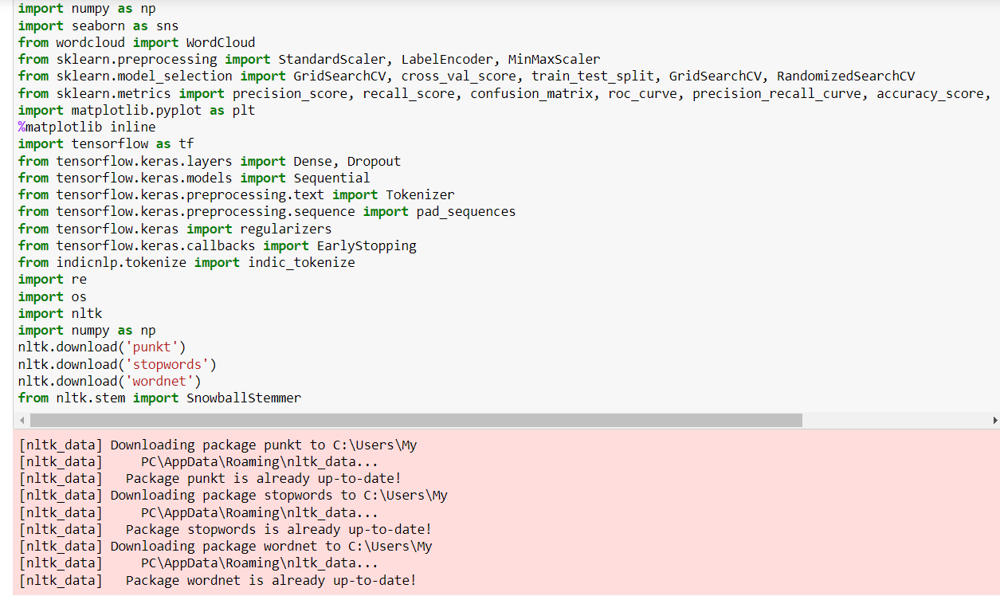 import numpy as np
import seaborn as sns
from wordcloud import WordCloud
from sklearn.preprocessing import StandardScaler, LabelEncoder, MinMaxScaler
from sklearn.model_selection import GridSearchCV, cross_val_score, train_test_split, GridSearchCV, RandomizedSearchCV
from sklearn.metrics import precision_score, recall_score, confusion_matrix, roc_curve, precision_recall_curve, accuracy_score,
import matplotlib.pyplot as plt
%matplotlib inline
import tensorflow as tf
from tensorflow.keras.layers import Dense, Dropout
from tensorflow.keras.models import Sequential
from tensorflow.keras.preprocessing.text import Tokenizer
from tensorflow.keras.preprocessing.sequence import pad_sequences
from tensorflow.keras import regularizers
from tensorflow.keras.callbacks import EarlyStopping
from indicnlp.tokenize import indic_tokenize
import re
import os
import nltk
import numpy as np
nltk.download('punkt')
nltk.download('stopwords')
nltk.download('wordnet')
from nltk.stem import SnowballStemmer
[nltk_data] Downloading package punkt to C:\Users\My
[nltk_data]     PC\AppData\Roaming\nltk_data...
[nltk_data]   Package punkt is already up-to-date!
[nltk_data] Downloading package stopwords to C:\Users\My
[nltk_data]     PC\AppData\Roaming\nltk_data...
[nltk_data]   Package stopwords is already up-to-date!
[nltk_data] Downloading package wordnet to C:\Users\My
[nltk_data]     PC\AppData\Roaming\nltk_data...
[nltk_data]   Package wordnet is already up-to-date!